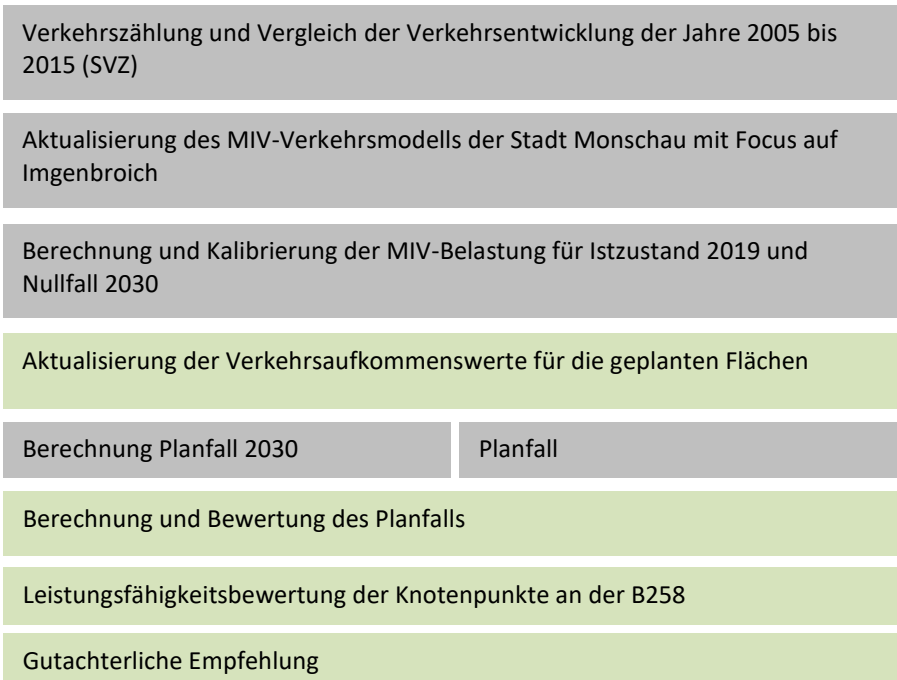 Verkehrszählung und Vergleich der Verkehrsentwicklung der Jahre 2005 bis
2015 (SVZ)
Aktualisierung des MIV-Verkehrsmodells der Stadt Monschau mit Focus auf
Imgenbroich
Berechnung und Kalibrierung der MIV-Belastung für Istzustand 2019 und
Nullfall 2030
Aktualisierung der Verkehrsaufkommenswerte für die geplanten Flächen
Berechnung Planfall 2030
Planfall
Berechnung und Bewertung des Planfalls
Leistungsfähigkeitsbewertung der Knotenpunkte an der B258
Gutachterliche Empfehlung